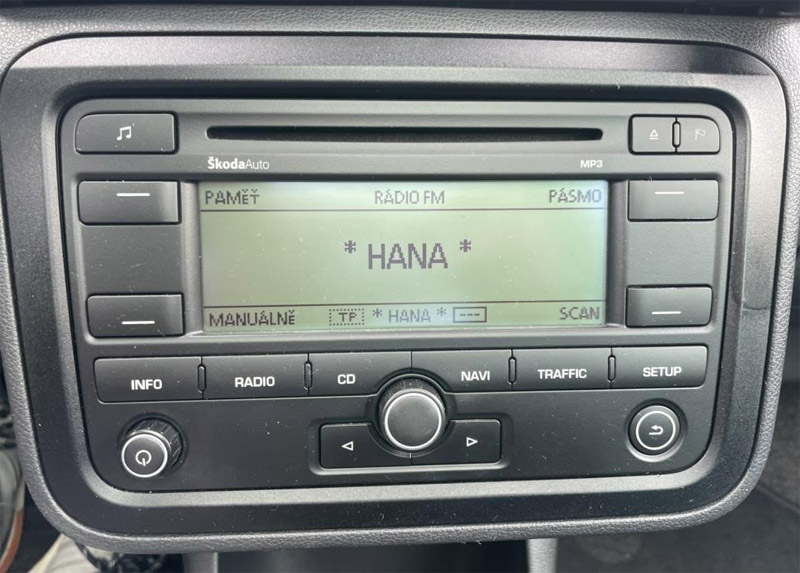 ŠkodaAuto
MP3
PAMĚŤ RÁDIO FM PÁSMO
* HANA *
MANUÁLNĚ TP * HANA * --- SCAN
INFO RADIO CD NAVI TRAFFIC SETUP